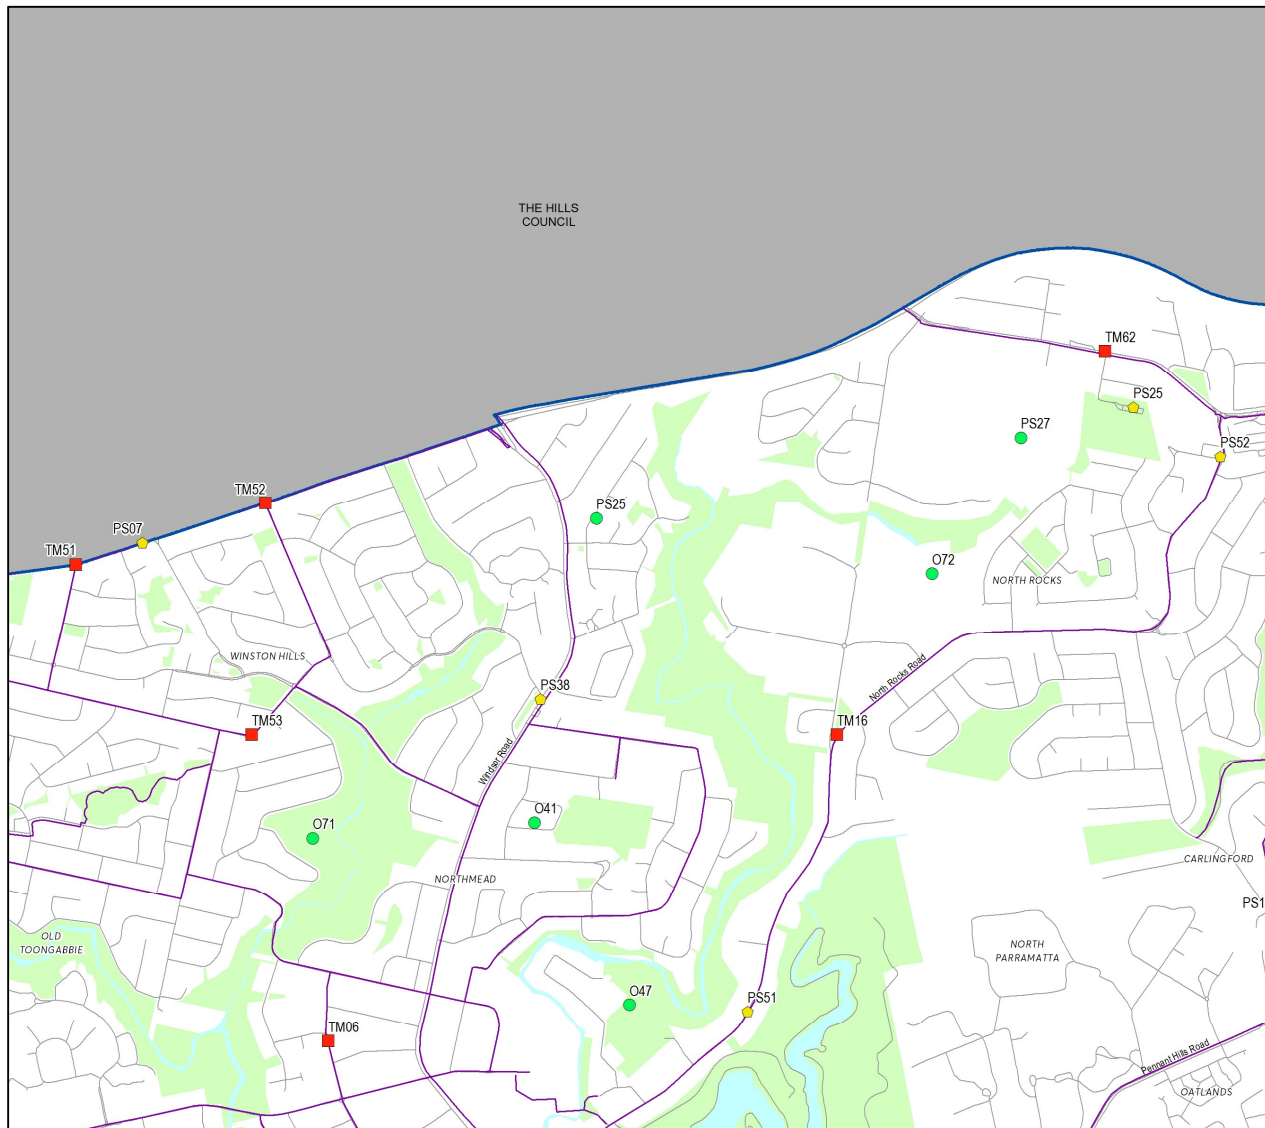 THE HILLS
COUNCIL
TM62
PS25
PS27
PS52
TM52
PS25
PS07
TM51
O72
NORTH ROCKS
WINSTON HILLS
North Rocks Road
PS38
TM53
TM16
Windsor Road
O41
O71
CARLINGFORD
NORTHMEAD
PS1
OLD
TOONGABBIE
NORTH
PARRAMATTA
O47
PS51
TM06
Pennant Hills Road
OATLANDS